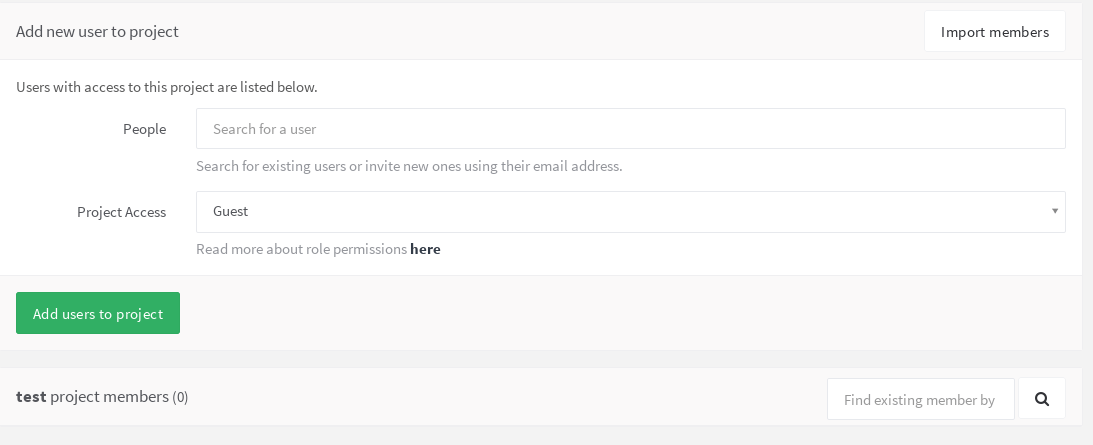 Add new user to project
Import members
Users with access to this project are listed below.
People
Search for a user
Search for existing users or invite new ones using their email address.
Project Access
Guest
Read more about role permissions here
Add users to project
test project members (0)
Find existing member by